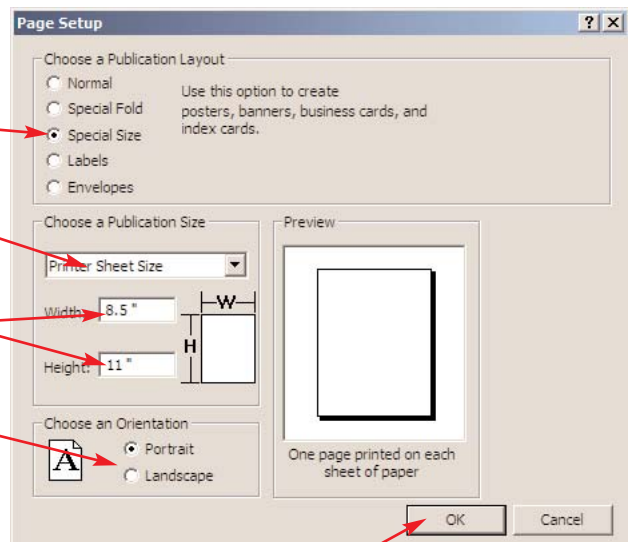 Page Setup
Choose a Publication Layout
Normal
Special Fold
Special Size
Labels
Envelopes
Use this option to create
posters, banners, business cards, and
index cards.
Choose a Publication Size
Printer Sheet Size
Width: 8.5 "
Height: 11 "
W
H
Preview
One page printed on each
sheet of paper
Choose an Orientation
A
Portrait
Landscape
OK
Cancel